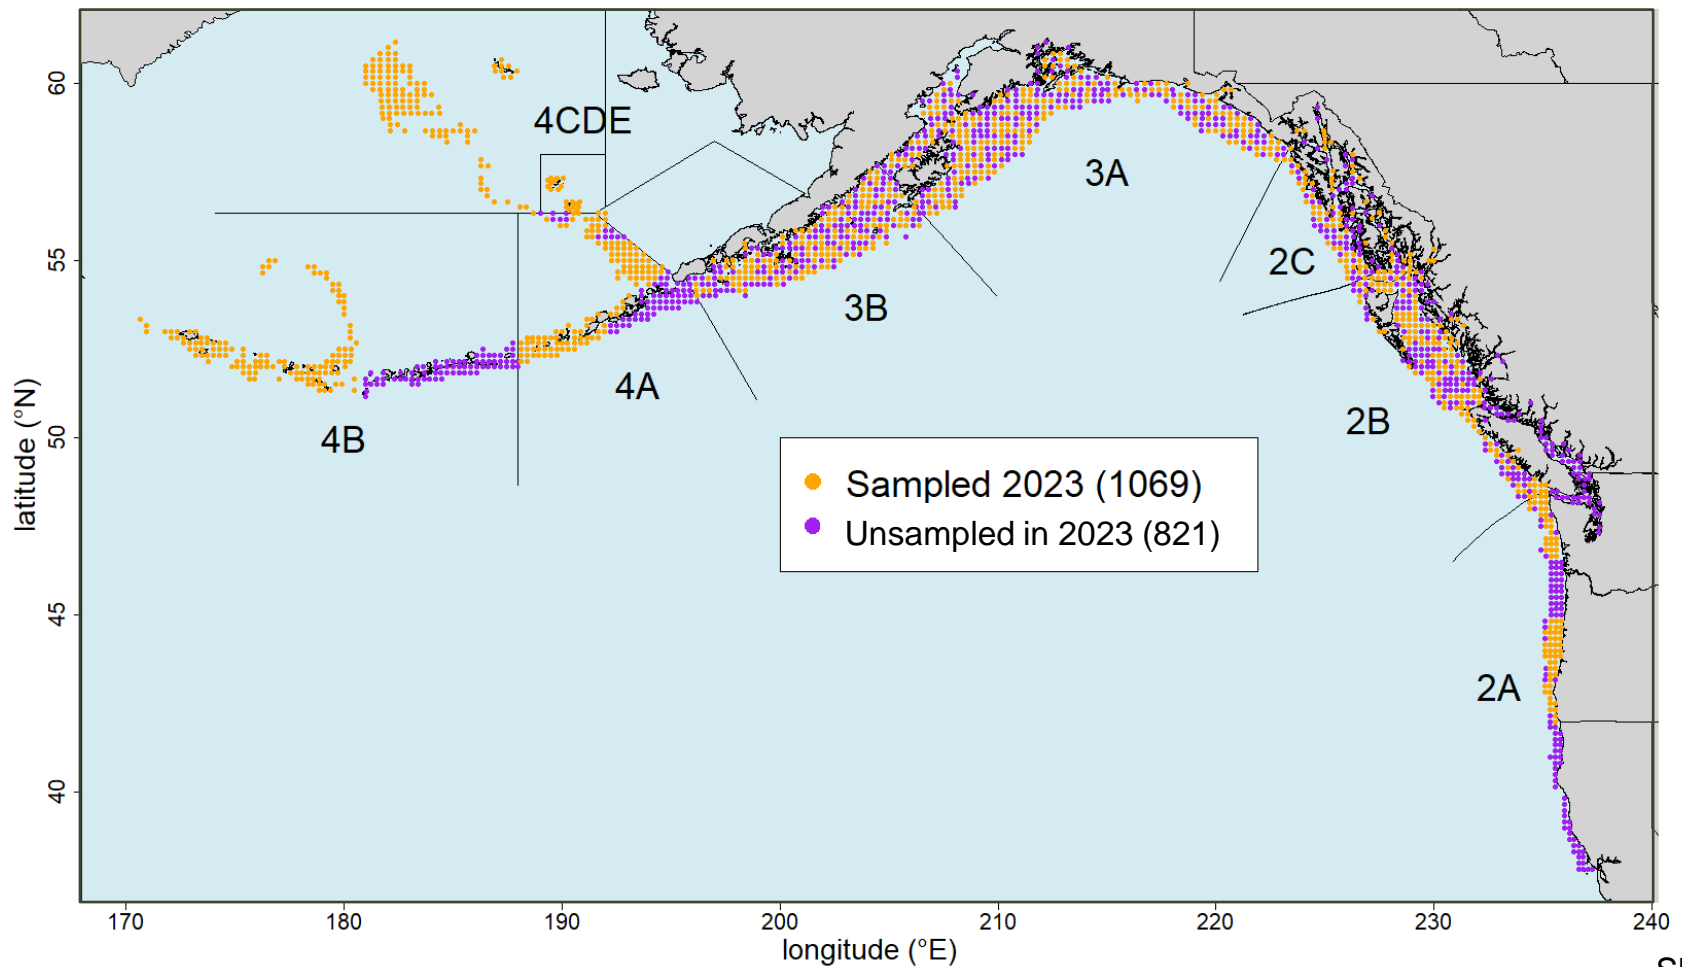 60
55
50
45
40
latitude (°N)
4CDE
3A
2C
3B
4A
2B
4B
Sampled 2023 (1069)
Unsampled in 2023 (821)
2A
170
180
190
200
210
220
230
240
longitude (°E)